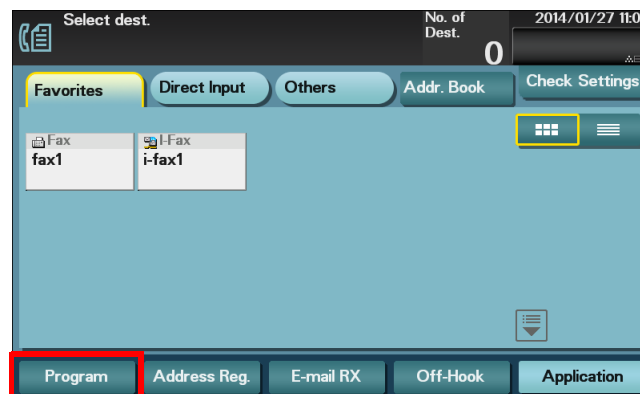 Select dest.
No. of
Dest.
0
2014/01/27 11:0
Favorites
Direct Input
Others
Addr. Book
Check Settings
Fax
fax1
I-Fax
i-fax1
Program
Address Reg.
E-mail RX
Off-Hook
Application